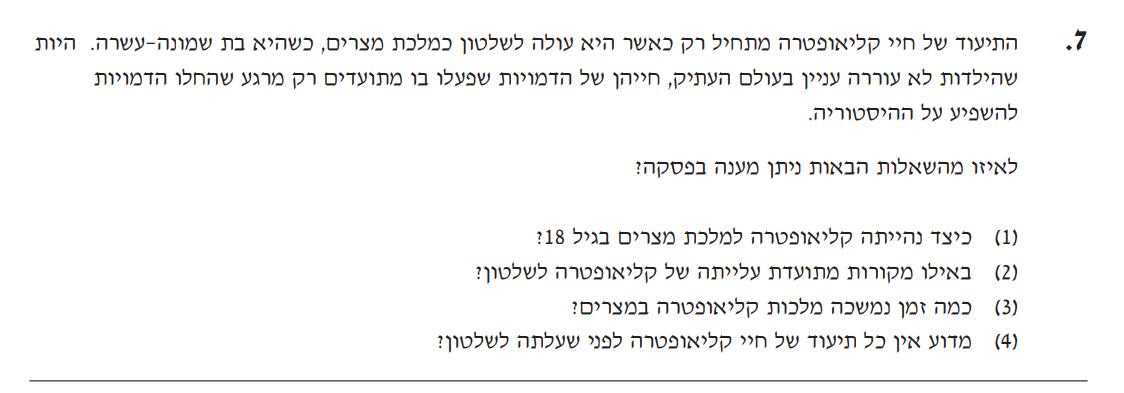 7. התיעוד של חיי קליאופטרה מתחיל רק כאשר היא עולה לשלטון כמלכת מצרים, כשהיא בת שמונה-עשרה. היות
שהילדות לא עוררה עניין בעולם העתיק, חייהן של הדמויות שפעלו בו מתועדים רק מרגע שהחלו הדמויות
להשפיע על ההיסטוריה.
לאיזו מהשאלות הבאות ניתן מענה בפסקה?
(1) כיצד נהייתה קליאופטרה למלכת מצרים בגיל 18?
(2) באילו מקורות מתועדת עלייתה של קליאופטרה לשלטון?
(3) כמה זמן נמשכה מלכות קליאופטרה במצרים?
(4) מדוע אין כל תיעוד של חיי קליאופטרה לפני שעלתה לשלטון?